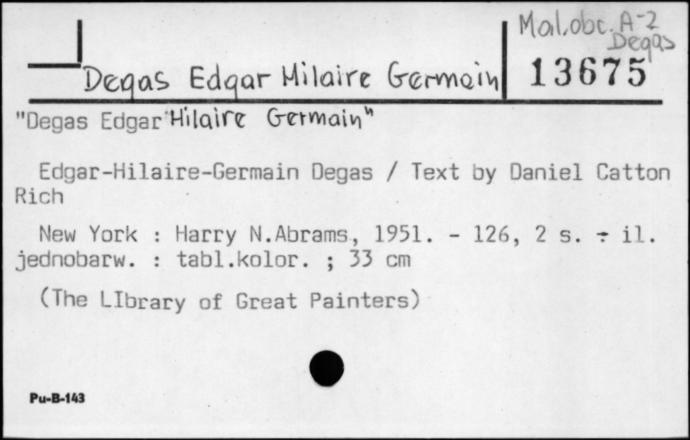 Mal.obc. A-2
Degas
Degas Edgar Hilaire Germain
13675
"Degas Edgar Hilaire Germain"
Edgar-Hilaire-Germain Degas / Text by Daniel Catton
Rich
New York : Harry N.Abrams, 1951. - 126, 2 s. : il.
jednobarw. : tabl.kolor. ; 33 cm
(The LIbrary of Great Painters)
Pu-B-143